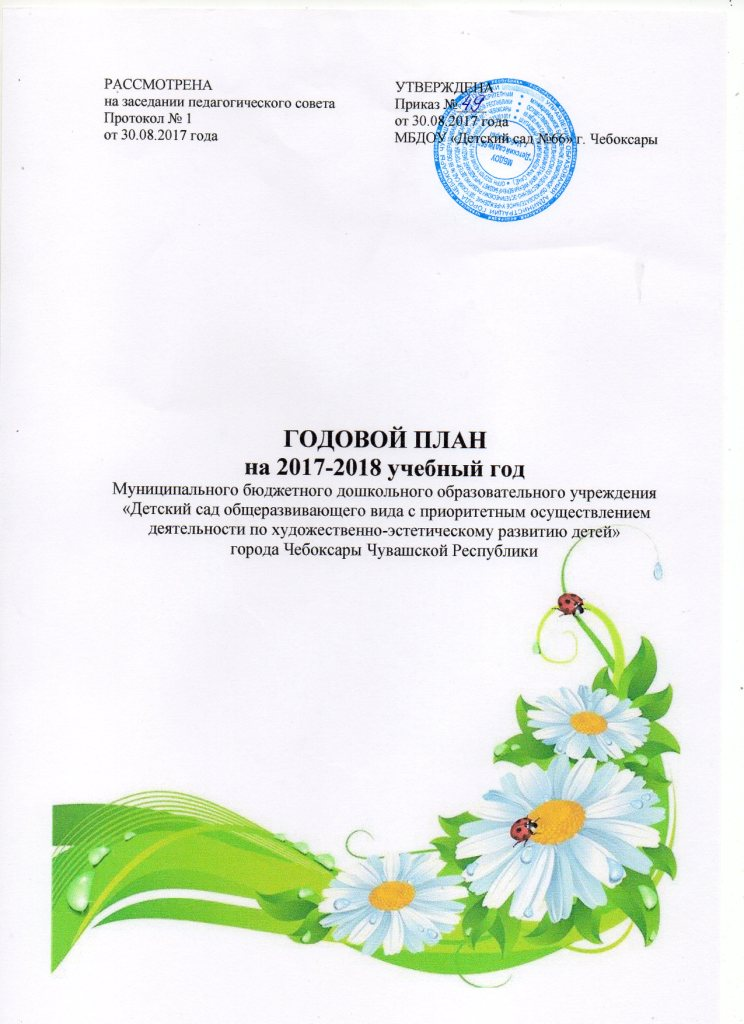 РАССМОТРЕНА
на заседании педагогического совета
Протокол № 1
от 30.08.2017 года
УТВЕРЖДЕНА
Приказ № 49
от 30.08.2017 года
МБДОУ «Детский сад №66» г. Чебоксары
МБДОУ
ГОДОВОЙ ПЛАН
на 2017-2018 учебный год
Муниципального бюджетного дошкольного образовательного учреждения
«Детский сад общеразвивающего вида с приоритетным осуществлением
деятельности по художественно-эстетическому развитию детей»
города Чебоксары Чувашской Республики